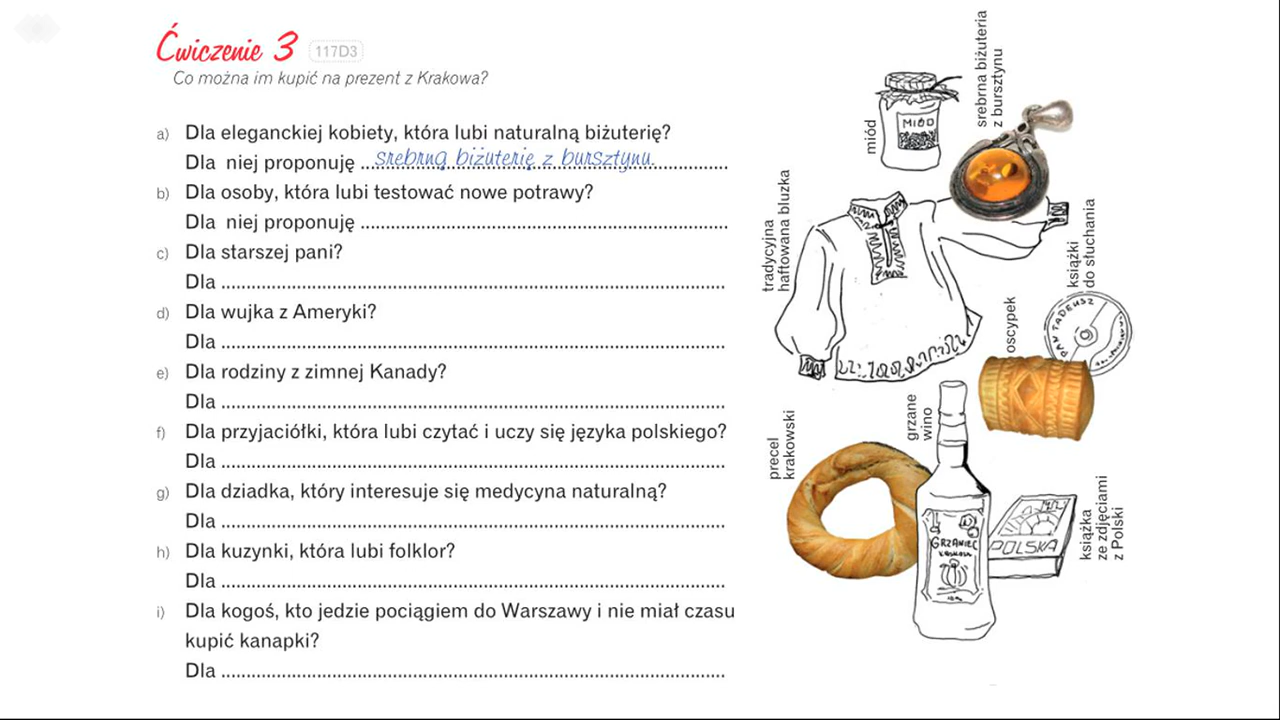 Ćwiczenie 3 117D3
Co można im kupić na prezent z Krakowa?
a) Dla eleganckiej kobiety, która lubi naturalną biżuterię?
Dla niej proponuję srebrną biżuterię z bursztynu.
b) Dla osoby, która lubi testować nowe potrawy?
Dla niej proponuję ..........
c) Dla starszej pani?
Dla ..........
d) Dla wujka z Ameryki?
Dla ..........
e) Dla rodziny z zimnej Kanady?
Dla ..........
f) Dla przyjaciółki, która lubi czytać i uczy się języka polskiego?
Dla ..........
g) Dla dziadka, który interesuje się medycyna naturalną?
Dla ..........
h) Dla kuzynki, która lubi folklor?
Dla ..........
i) Dla kogoś, kto jedzie pociągiem do Warszawy i nie miał czasu
kupić kanapki?
Dla ..........
srebrna biżuteria
z bursztynu
miód
MIÓD
tradycyjna
haftowana bluzka
książki
do słuchania
PAN TADEUSZ
oscypek
grzane
wino
precel
krakowski
GRZANIEC
POLSKA
książka
ze zdjęciami
z Polski